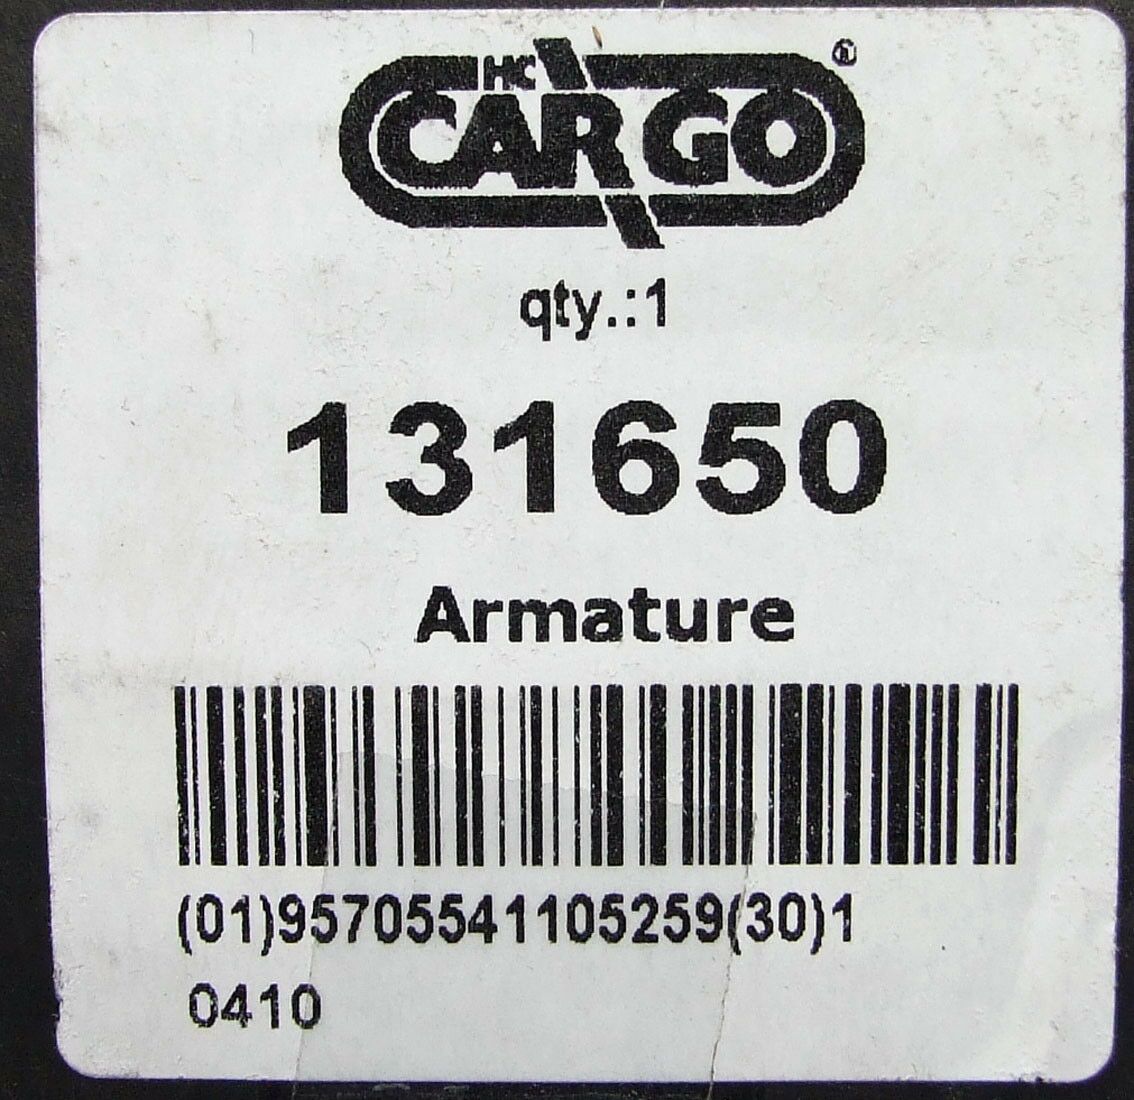 HC
CARGO®
qty.:1
131650
Armature
(01)95705541105259(30)1
0410